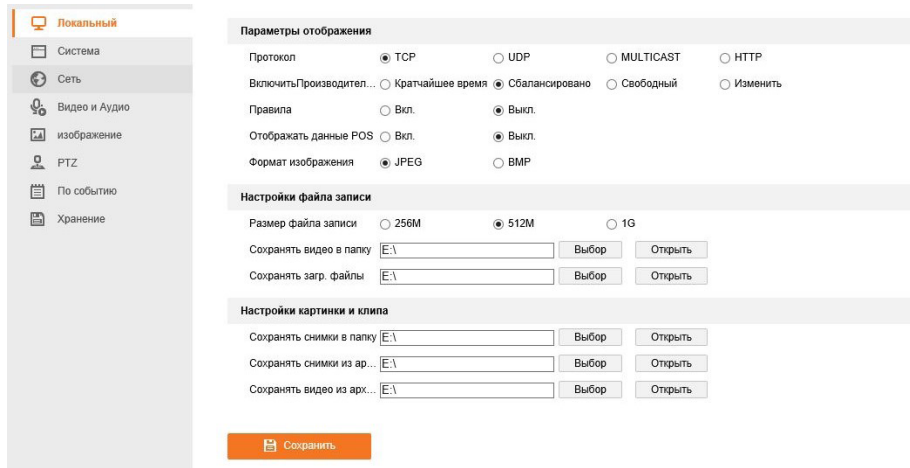 Локальный
Система
Сеть
Видео и Аудио
изображение
PTZ
По событию
Хранение
Параметры отображения
Протокол TCP UDP MULTICAST HTTP
ВключитьПроизводител... Кратчайшее время Сбалансировано Свободный Изменить
Правила Вкл. Выкл.
Отображать данные POS Вкл. Выкл.
Формат изображения JPEG BMP
Настройки файла записи
Размер файла записи 256M 512M 1G
Сохранять видео в папку E:\ Выбор Открыть
Сохранять загр. файлы E:\ Выбор Открыть
Настройки картинки и клипа
Сохранять снимки в папку E:\ Выбор Открыть
Сохранять снимки из ар... E:\ Выбор Открыть
Сохранять видео из арх... E:\ Выбор Открыть
Сохранить